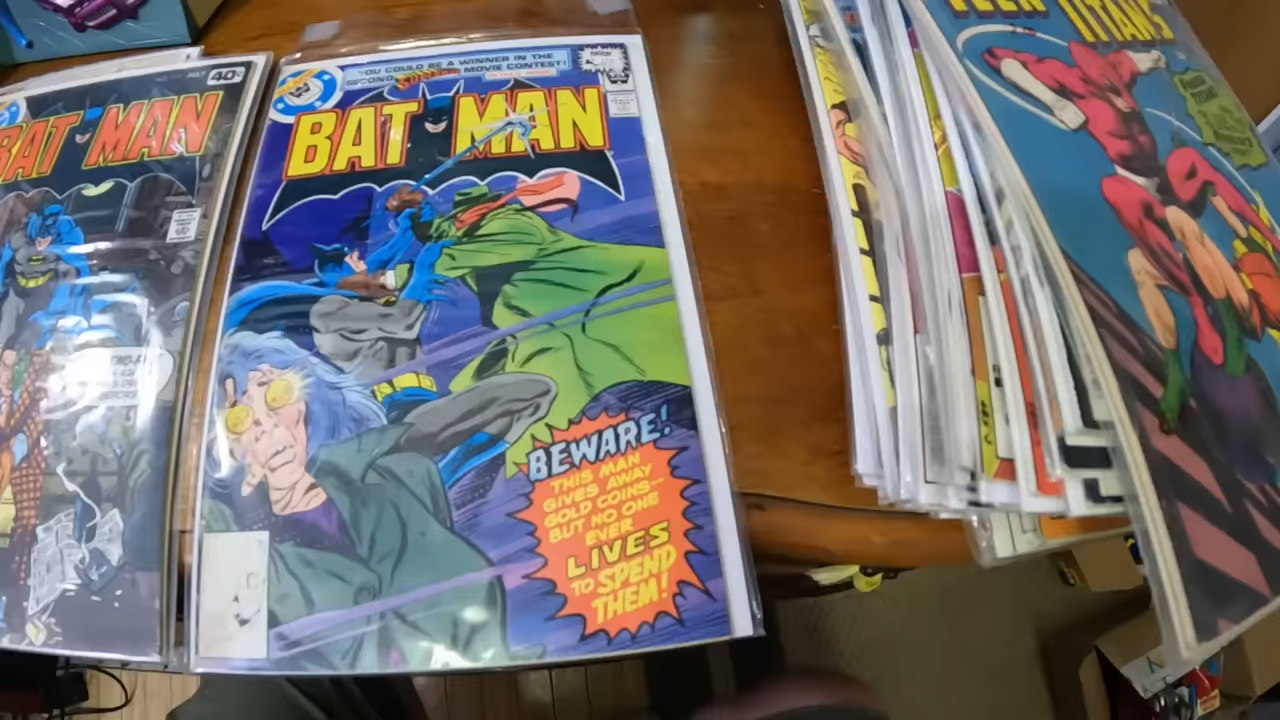 40¢
BAT MAN
YOU COULD BE A WINNER IN THE
SECOND SUPERMAN MOVIE CONTEST!
BAT MAN
BEWARE!
THIS MAN
GIVES AWAY
GOLD COINS--
BUT NO ONE
EVER
LIVES
TO SPEND
THEM!
TEEN TITANS